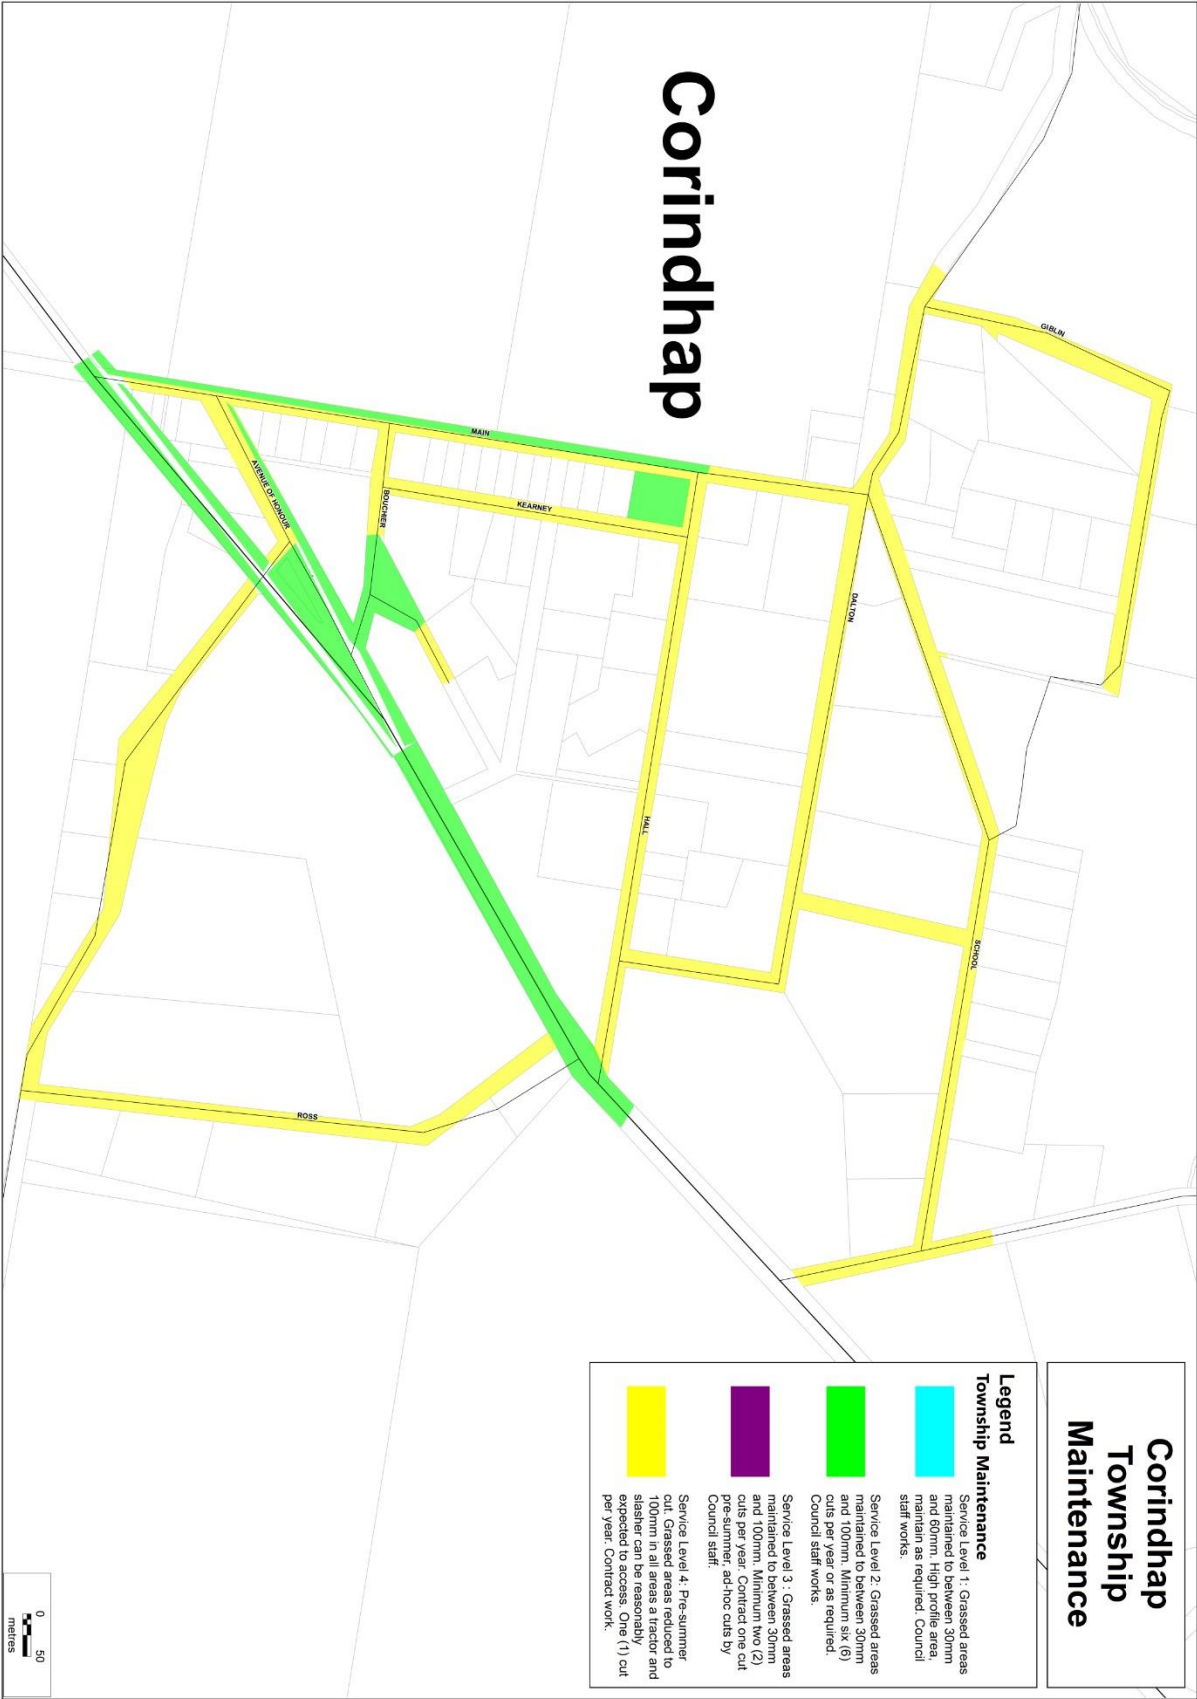 Corindhap
Township
Maintenance
Legend
Township Maintenance
Service Level 1: Grassed areas
maintained to between 30mm
and 60mm. High profile area,
maintain as required. Council
staff works.
Service Level 2: Grassed areas
maintained to between 30mm
and 100mm. Minimum six (6)
cuts per year or as required.
Council staff works.
Service Level 3 : Grassed areas
maintained to between 30mm
and 100mm. Minimum two (2)
cuts per year. Contract one cut
pre-summer, ad-hoc cuts by
Council staff.
Service Level 4: Pre-summer
cut. Grassed areas reduced to
100mm in all areas a tractor and
slasher can be reasonably
expected to access. One (1) cut
per year. Contract work.
Corindhap
GIBLIN
MAIN
AVENUE OF HONOUR
BOUCHIER
KEARNEY
DALTON
HALL
SCHOOL
ROSS
0 50
metres